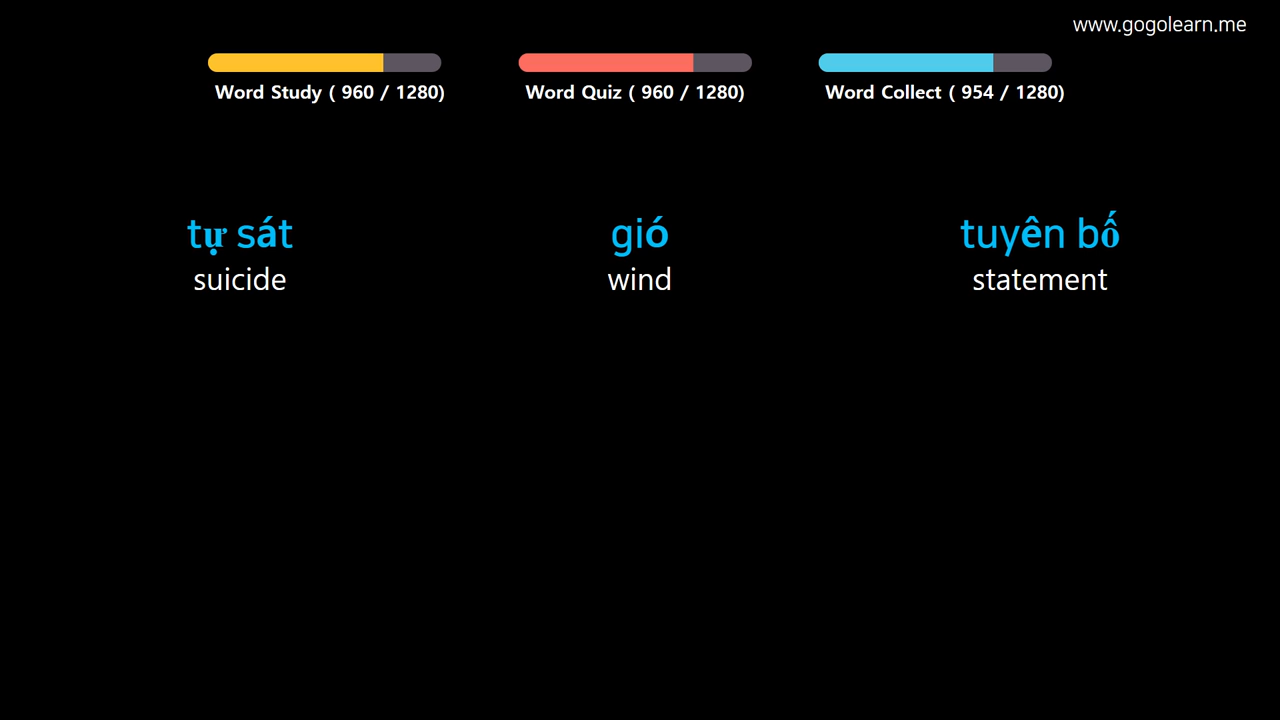 www.gogolearn.me
Word Study ( 960 / 1280)
Word Quiz ( 960 / 1280)
Word Collect ( 954 / 1280)
tự sát
suicide
gió
wind
tuyên bố
statement